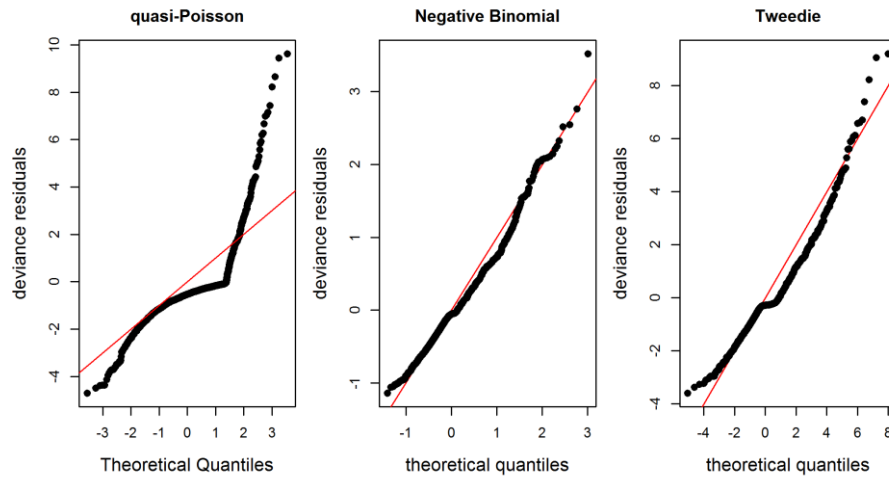 quasi-Poisson
deviance residuals
10
8
6
4
2
0
-2
-4
-3 -2 -1 0 1 2 3
Theoretical Quantiles
Negative Binomial
deviance residuals
3
2
1
0
-1
-1 0 1 2 3
theoretical quantiles
Tweedie
deviance residuals
8
6
4
2
0
-2
-4
-4 -2 0 2 4 6 8
theoretical quantiles